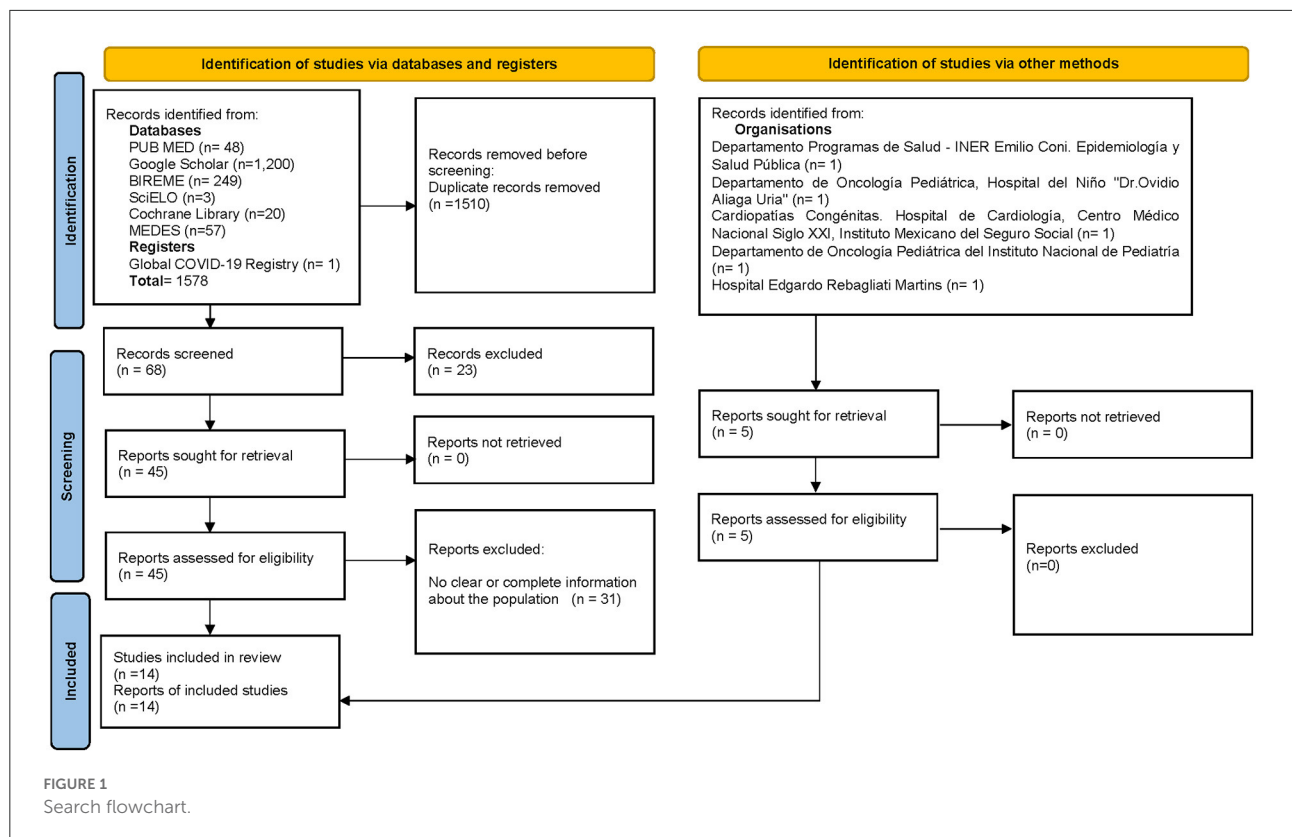 Identification of studies via databases and registers
Identification of studies via other methods
Identification
Records identified from:
Databases
PUB MED (n= 48)
Google Scholar (n=1,200)
BIREME (n= 249)
SciELO (n=3)
Cochrane Library (n=20)
MEDES (n=57)
Registers
Global COVID-19 Registry (n= 1)
Total= 1578
Records removed before
screening:
Duplicate records removed
(n =1510)
Records identified from:
Organisations
Departamento Programas de Salud - INER Emilio Coni. Epidemiología y
Salud Pública (n= 1)
Departamento de Oncología Pediátrica, Hospital del Niño "Dr.Ovidio
Aliaga Uria" (n= 1)
Cardiopatías Congénitas. Hospital de Cardiología, Centro Médico
Nacional Siglo XXI, Instituto Mexicano del Seguro Social (n= 1)
Departamento de Oncología Pediátrica del Instituto Nacional de Pediatría
(n= 1)
Hospital Edgardo Rebagliati Martins (n= 1)
Screening
Records screened
(n = 68)
Records excluded
(n = 23)
Reports sought for retrieval
(n = 45)
Reports not retrieved
(n = 0)
Reports sought for retrieval
(n = 5)
Reports not retrieved
(n = 0)
Reports assessed for eligibility
(n = 45)
Reports excluded:
No clear or complete information
about the population (n = 31)
Reports assessed for eligibility
(n = 5)
Reports excluded
(n=0)
Included
Studies included in review
(n =14)
Reports of included studies
(n =14)
FIGURE 1
Search flowchart.